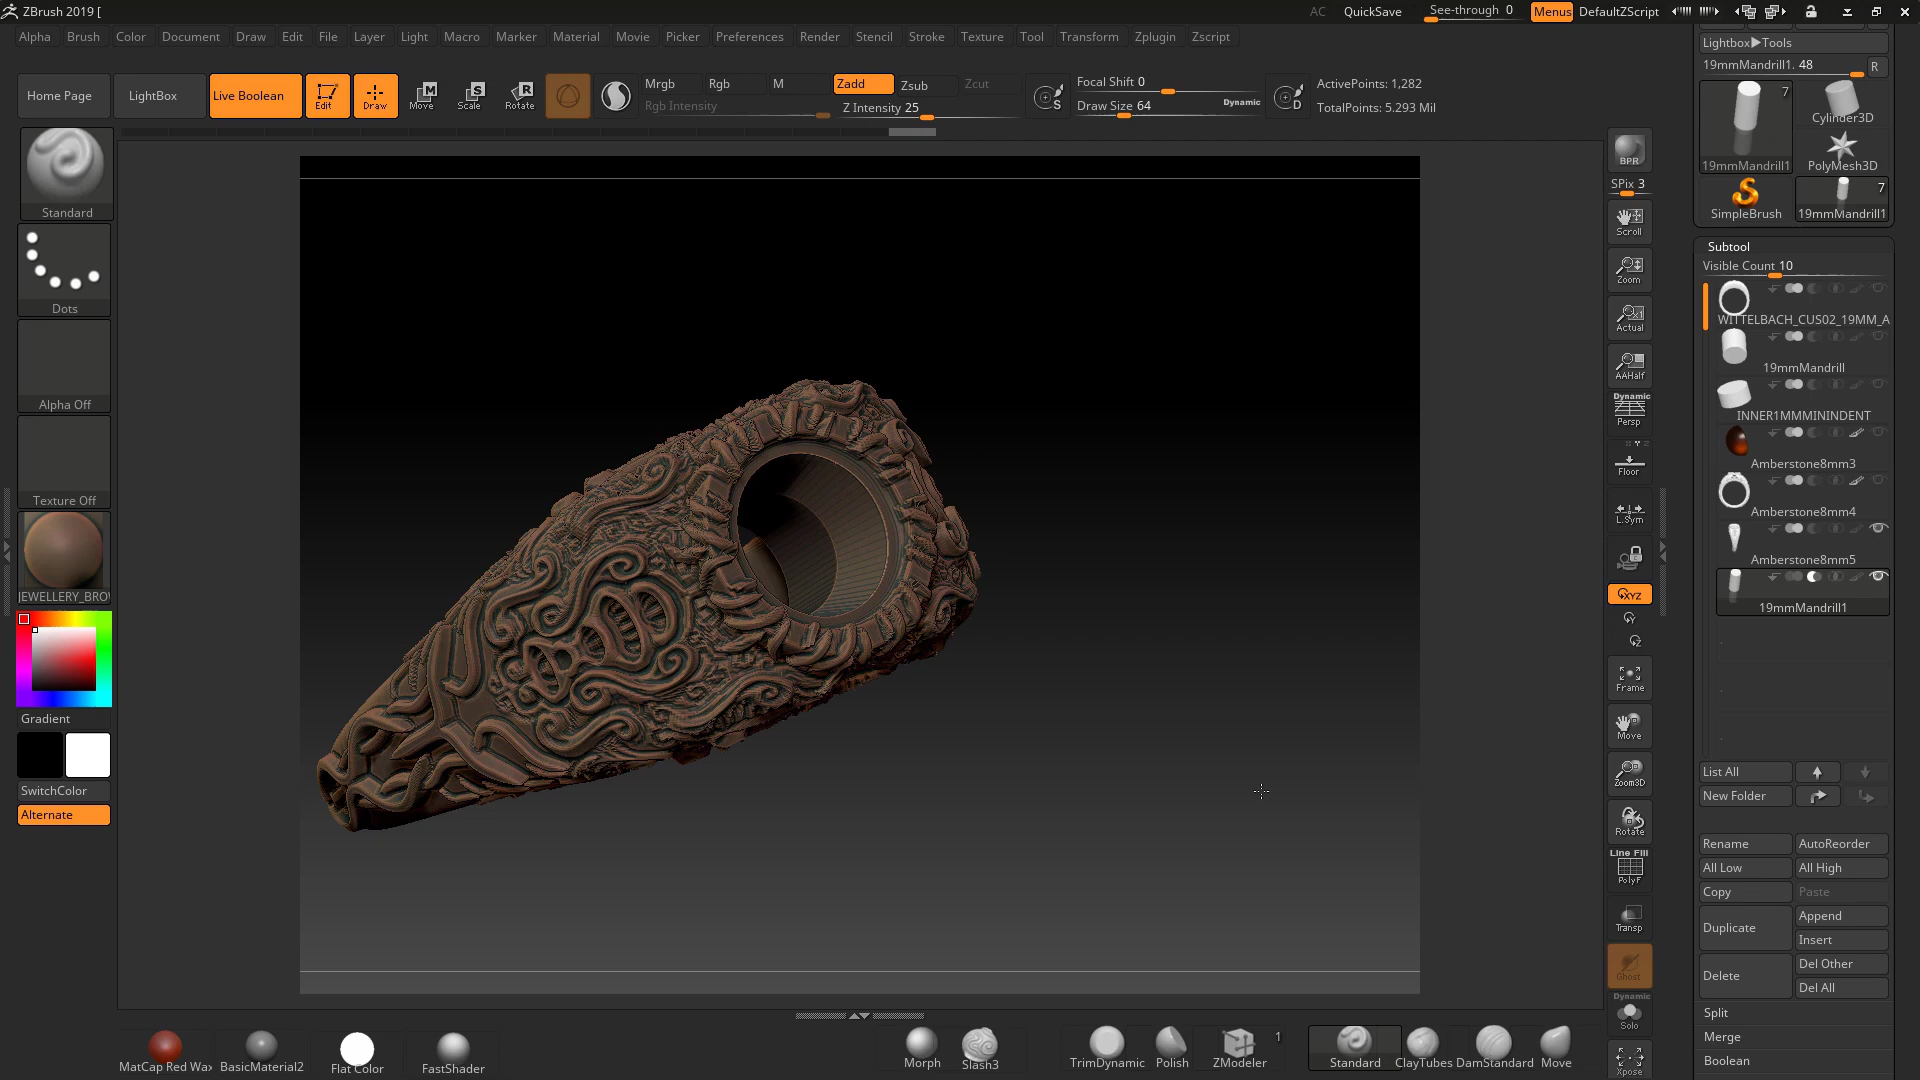 ZBrush 2019 [
AC QuickSave See-through 0 Menus DefaultZScript
Alpha Brush Color Document Draw Edit File Layer Light Macro Marker Material Movie Picker Preferences Render Stencil Stroke Texture Tool Transform Zplugin Zscript
Home Page
LightBox
Live Boolean
Edit
Draw
Move
Scale
Rotate
Mrgb Rgb M
Rgb Intensity
Zadd Zsub Zcut
Z Intensity 25
Focal Shift 0
Draw Size 64
Dynamic
S
D
ActivePoints: 1,282
TotalPoints: 5.293 Mil
Standard
Dots
Alpha Off
Texture Off
JEWELLERY_BRO
Gradient
SwitchColor
Alternate
BPR
SPix 3
Scroll
Zoom
Actual
AAHalf
Dynamic
Persp
Floor
L.Sym
XYZ
Frame
Move
Zoom3D
Rotate
Line Fill
PolyF
Transp
Ghost
Dynamic
Solo
Xpose
Lightbox▶Tools
19mmMandrill1. 48 R
7
19mmMandrill1
Cylinder3D
PolyMesh3D
SimpleBrush
7
19mmMandrill1
Subtool
Visible Count 10
WITTELBACH_CUS02_19MM_A
19mmMandrill
INNER1MMMININDENT
Amberstone8mm3
Amberstone8mm4
Amberstone8mm5
19mmMandrill1
List All
New Folder
Rename AutoReorder
All Low All High
Copy Paste
Duplicate Append
Insert
Delete Del Other
Del All
Split
Merge
Boolean
MatCap Red Wax
BasicMaterial2
Flat Color
FastShader
Morph
Slash3
TrimDynamic
Polish
ZModeler
1
Standard
ClayTubes
DamStandard
Move